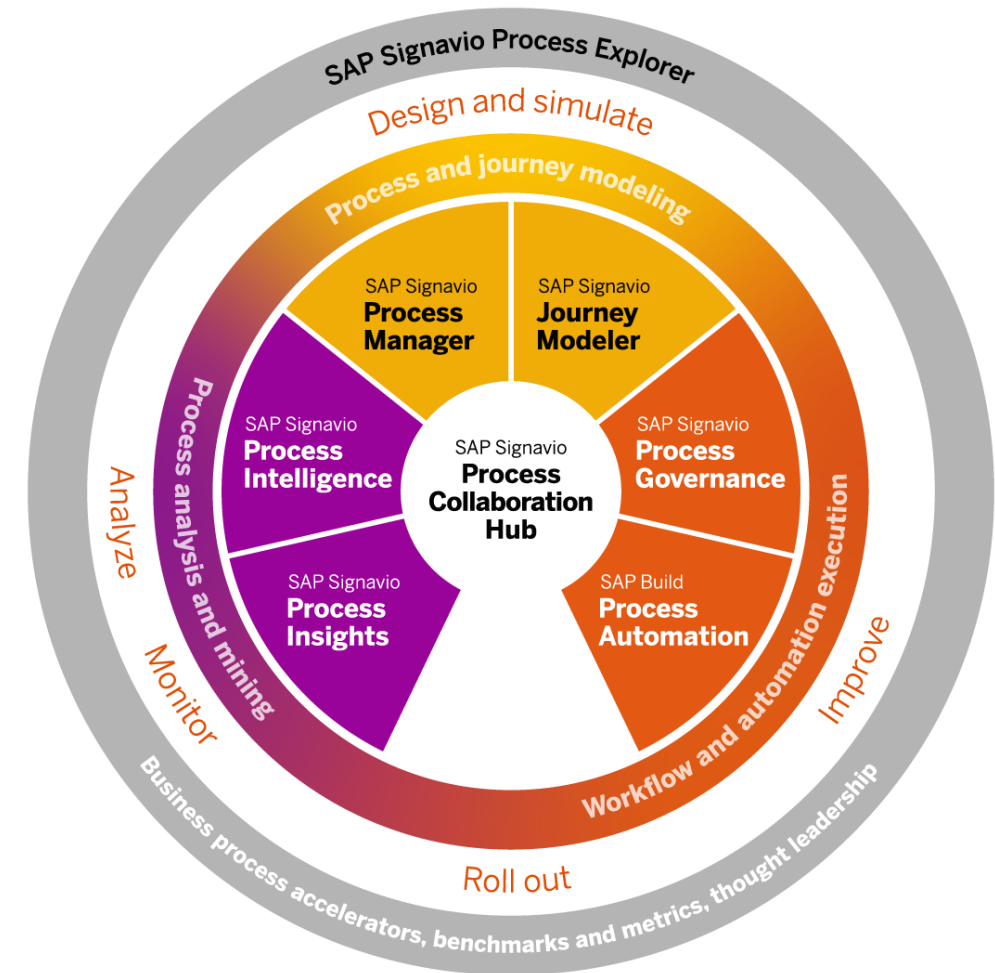 SAP Signavio Process Explorer
Design and simulate
Process and journey modeling
SAP Signavio
Process
Manager
SAP Signavio
Journey
Modeler
SAP Signavio
Process
Intelligence
SAP Signavio
Process
Collaboration
Hub
SAP Signavio
Process
Governance
SAP Signavio
Process
Insights
SAP Build
Process
Automation
Process analysis and mining
Workflow and automation execution
Analyze
Monitor
Improve
Roll out
Business process accelerators, benchmarks and metrics, thought leadership